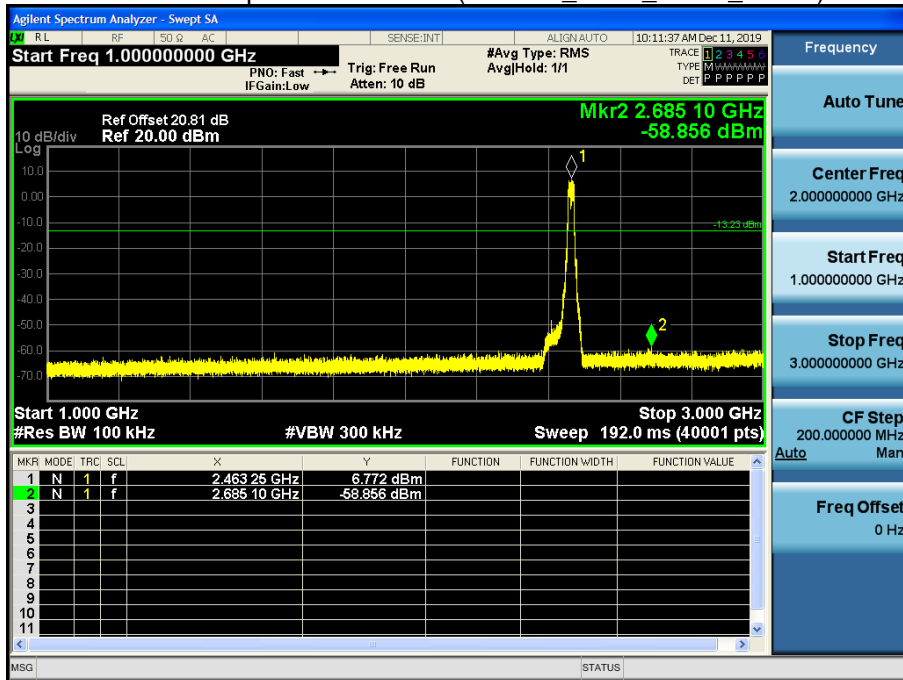 Agilent Spectrum Analyzer - Swept SA
LXI RL RF 50 Ω AC SENSE:INT ALIGN AUTO 10:11:37 AM Dec 11, 2019
Start Freq 1.000000000 GHz
PNO: Fast
IFGain:Low
Trig: Free Run
Atten: 10 dB
#Avg Type: RMS
Avg|Hold: 1/1
TRACE 1 2 3 4 5 6
TYPE M W W W W W
DET P P P P P P
Mkr2 2.685 10 GHz
-58.856 dBm
Ref Offset 20.81 dB
10 dB/div Ref 20.00 dBm
Log
10.0
0.00
-10.0
-20.0
-30.0
-40.0
-50.0
-60.0
-70.0
1
-13.23 dBm
2
Start 1.000 GHz Stop 3.000 GHz
#Res BW 100 kHz #VBW 300 kHz Sweep 192.0 ms (40001 pts)
MKR MODE TRC SCL X Y FUNCTION FUNCTION WIDTH FUNCTION VALUE
1 N 1 f 2.463 25 GHz 6.772 dBm
2 N 1 f 2.685 10 GHz -58.856 dBm
3
4
5
6
7
8
9
10
11
MSG STATUS
Frequency
Auto Tune
Center Freq
2.000000000 GHz
Start Freq
1.000000000 GHz
Stop Freq
3.000000000 GHz
CF Step
200.000000 MHz
Auto Man
Freq Offset
0 Hz